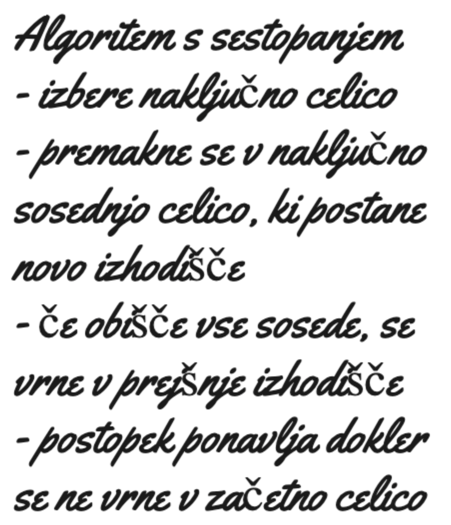 Algoritem s sestopanjem
- izbere naključno celico
- premakne se v naključno
sosednjo celico, ki postane
novo izhodišče
- če obišče vse sosede, se
vrne v prejšnje izhodišče
- postopek ponavlja dokler
se ne vrne v začetno celico